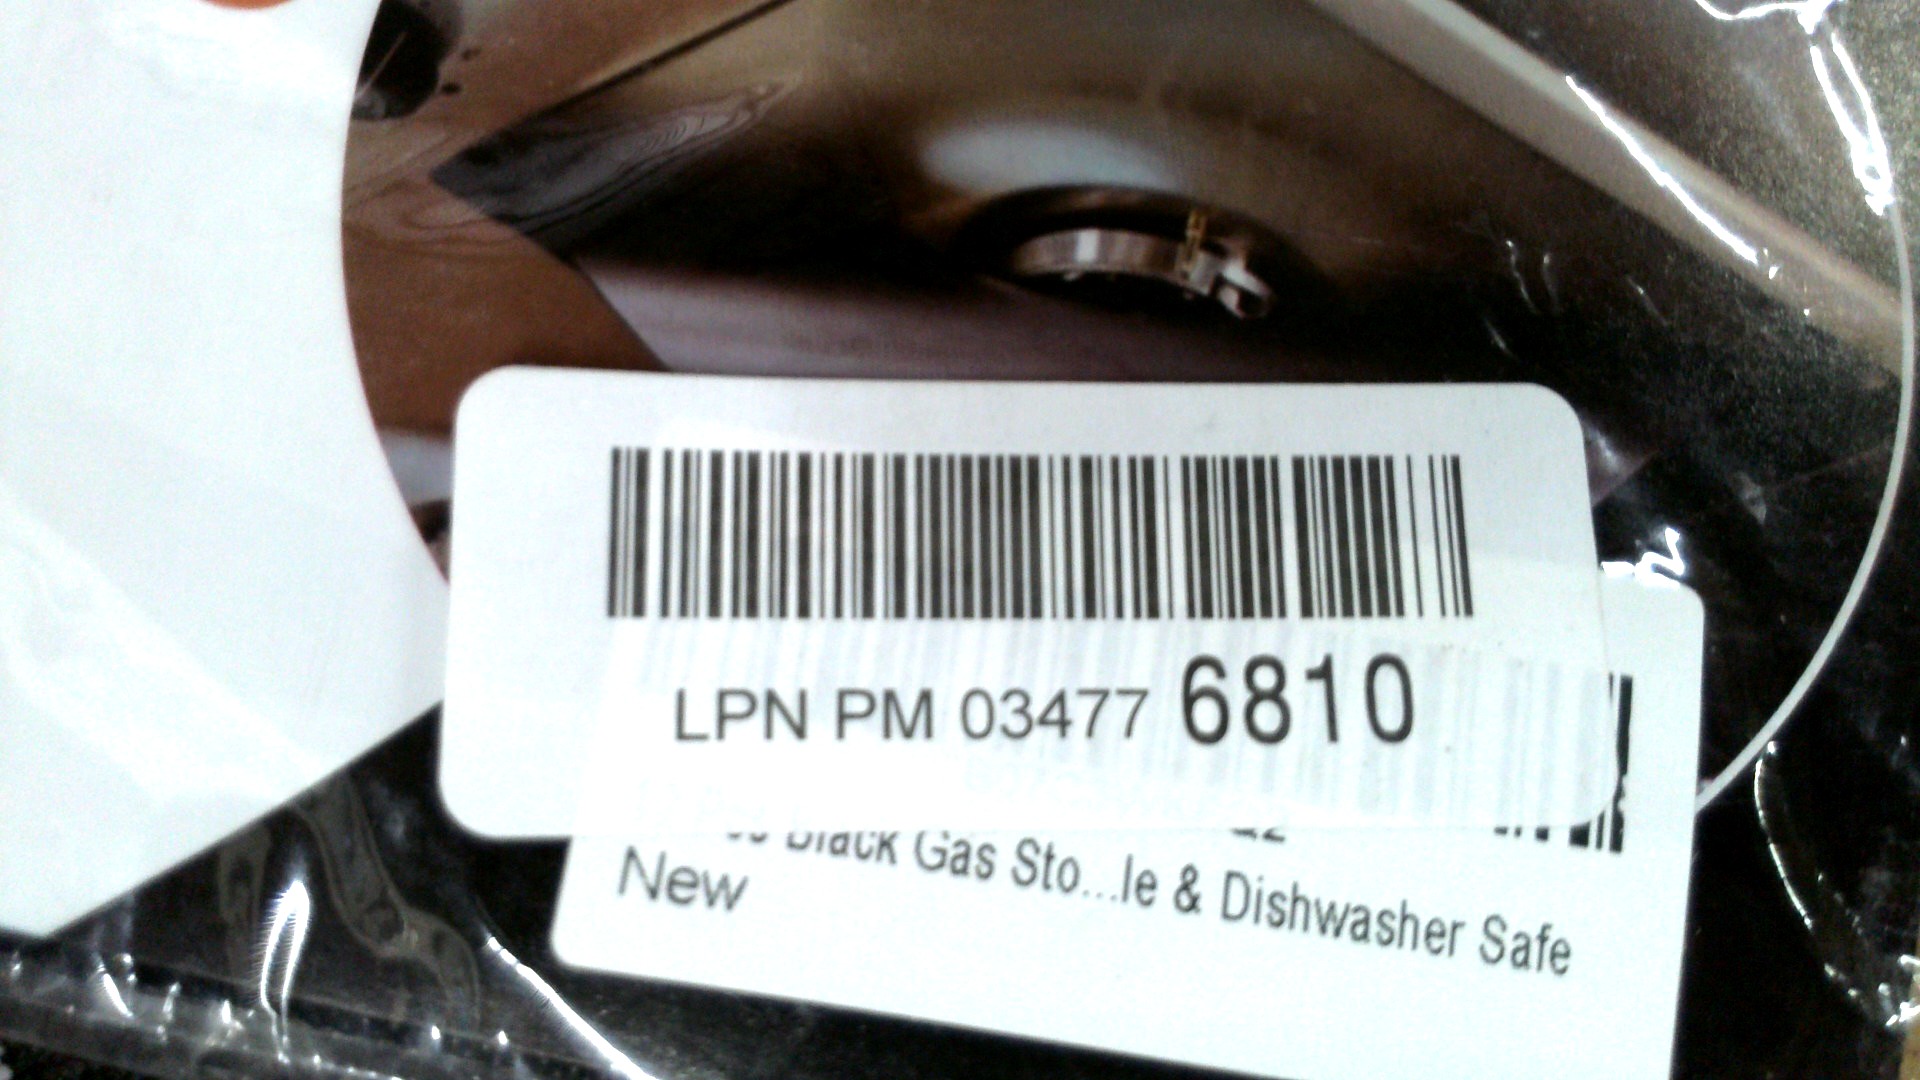 LPN PM 03477 6810
Black Gas Sto...le & Dishwasher Safe
New